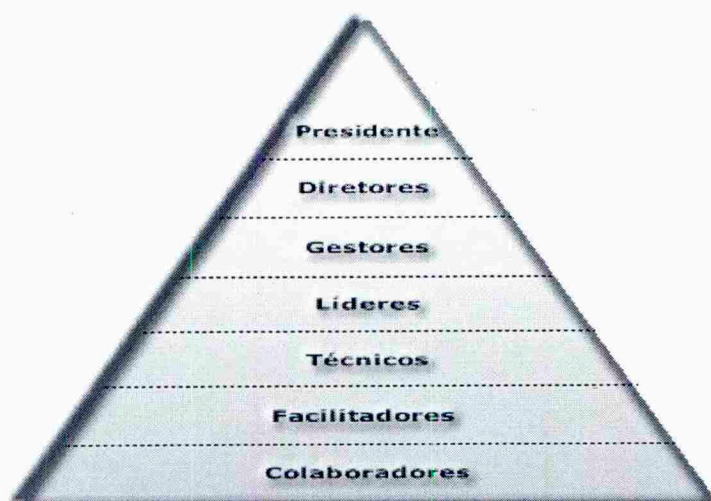 Presidente
Diretores
Gestores
Líderes
Técnicos
Facilitadores
Colaboradores